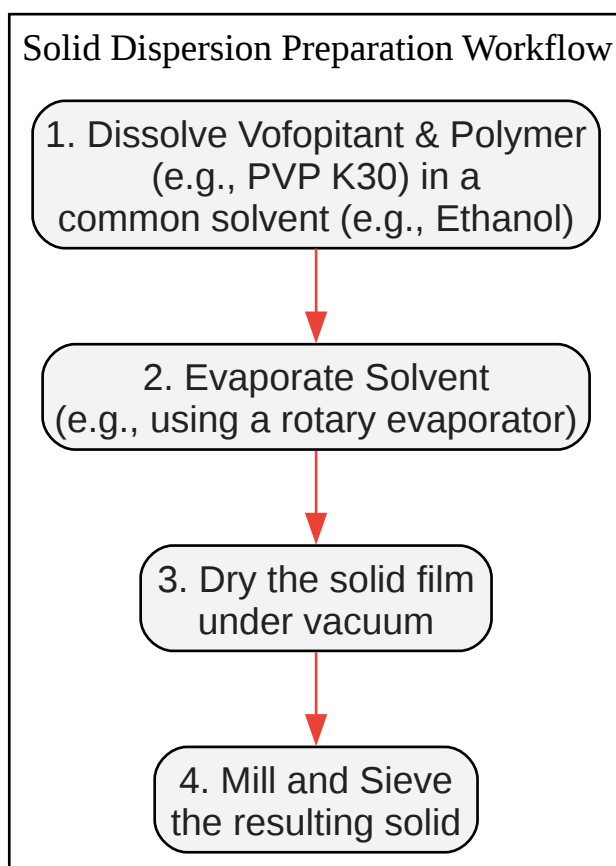 Solid Dispersion Preparation Workflow
1. Dissolve Vofopitant & Polymer
(e.g., PVP K30) in a
common solvent (e.g., Ethanol)
2. Evaporate Solvent
(e.g., using a rotary evaporator)
3. Dry the solid film
under vacuum
4. Mill and Sieve
the resulting solid